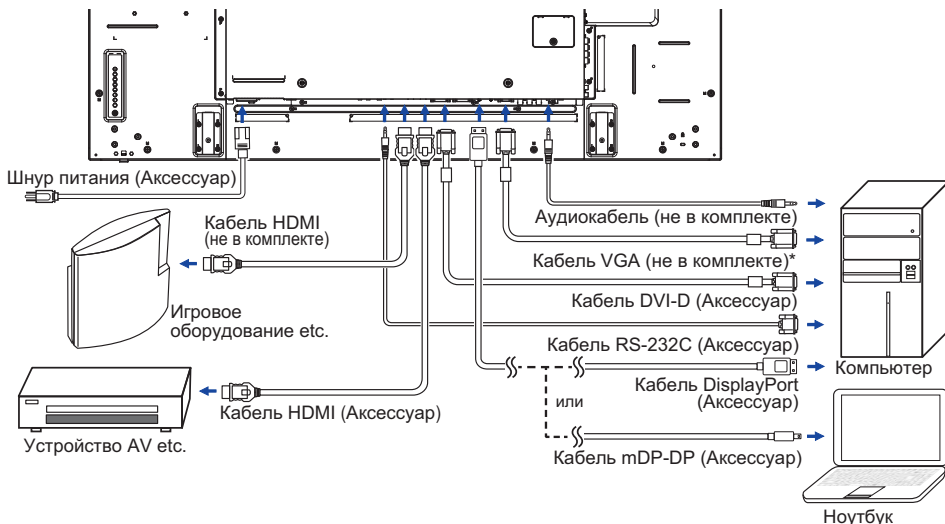 Шнур питания (Аксессуар)
Кабель HDMI
(не в комплекте)
Аудиокабель (не в комплекте)
Кабель VGA (не в комплекте)*
Кабель DVI-D (Аксессуар)
Игровое
оборудование etc.
Кабель RS-232C (Аксессуар)
Компьютер
Кабель DisplayPort
(Аксессуар)
или
Кабель HDMI (Аксессуар)
Устройство AV etc.
Кабель mDP-DP (Аксессуар)
Ноутбук